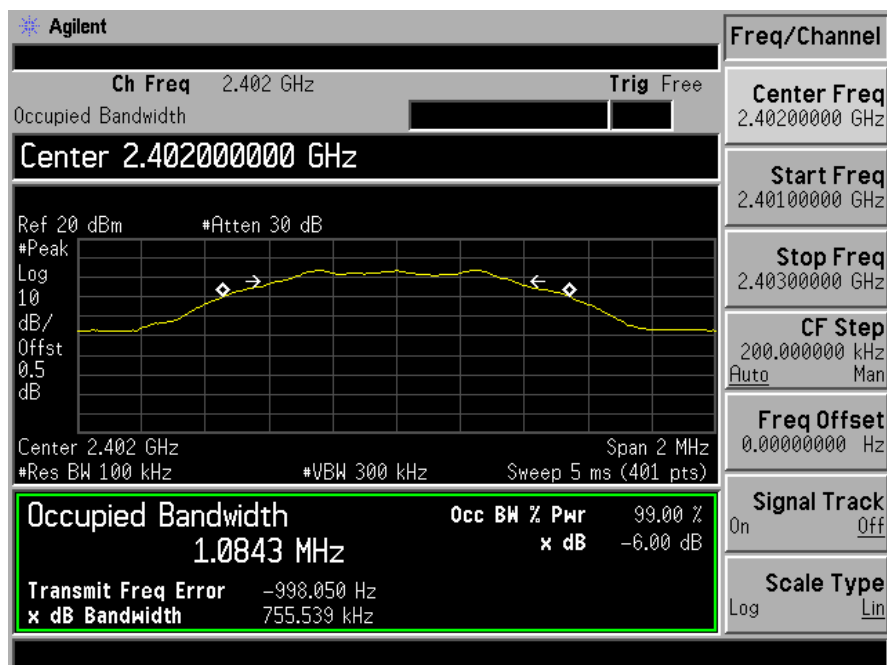 Agilent
Freq/Channel
Ch Freq 2.402 GHz Trig Free
Occupied Bandwidth
Center 2.402000000 GHz
Ref 20 dBm #Atten 30 dB
#Peak
Log
10
dB/
Offst
0.5
dB
Center 2.402 GHz Span 2 MHz
#Res BW 100 kHz #VBW 300 kHz Sweep 5 ms (401 pts)
Occupied Bandwidth Occ BW % Pwr 99.00 %
1.0843 MHz x dB -6.00 dB
Transmit Freq Error -998.050 Hz
x dB Bandwidth 755.539 kHz
Center Freq
2.40200000 GHz
Start Freq
2.40100000 GHz
Stop Freq
2.40300000 GHz
CF Step
200.000000 kHz
Auto Man
Freq Offset
0.00000000 Hz
Signal Track
On Off
Scale Type
Log Lin